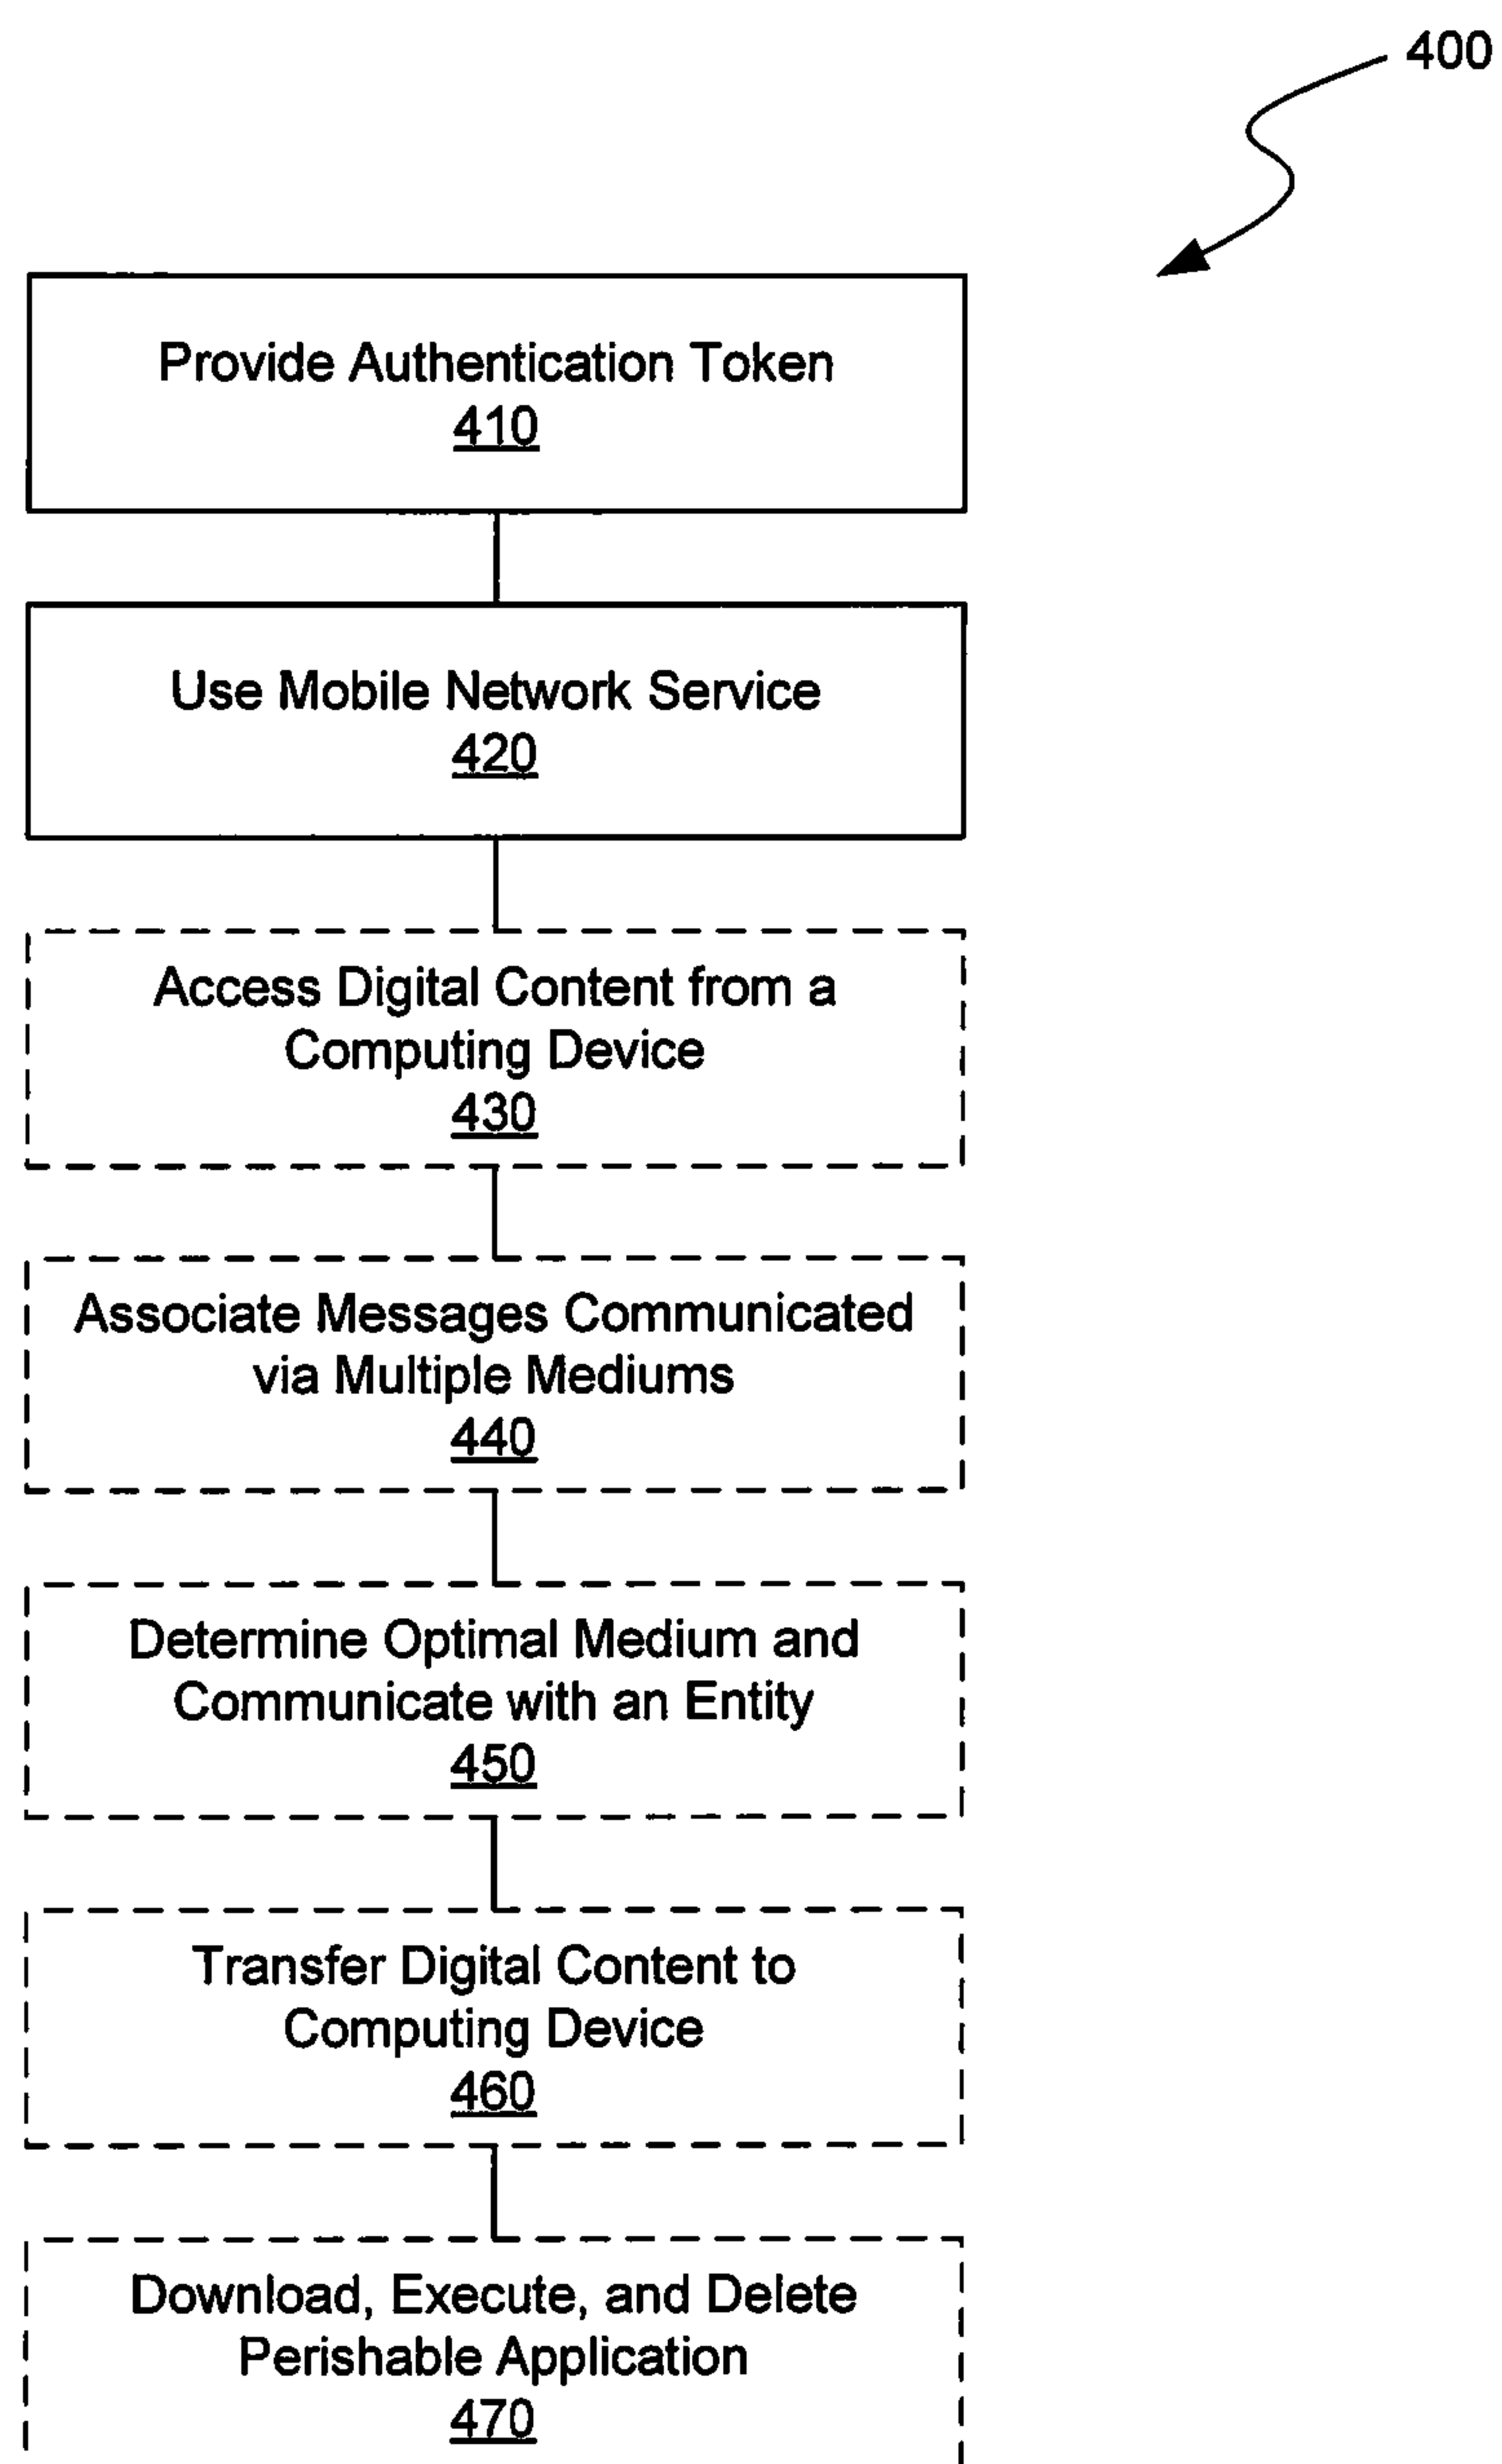 400
Provide Authentication Token
410
Use Mobile Network Service
420
Access Digital Content from a
Computing Device
430
Associate Messages Communicated
via Multiple Mediums
440
Determine Optimal Medium and
Communicate with an Entity
450
Transfer Digital Content to
Computing Device
460
Download, Execute, and Delete
Perishable Application
470